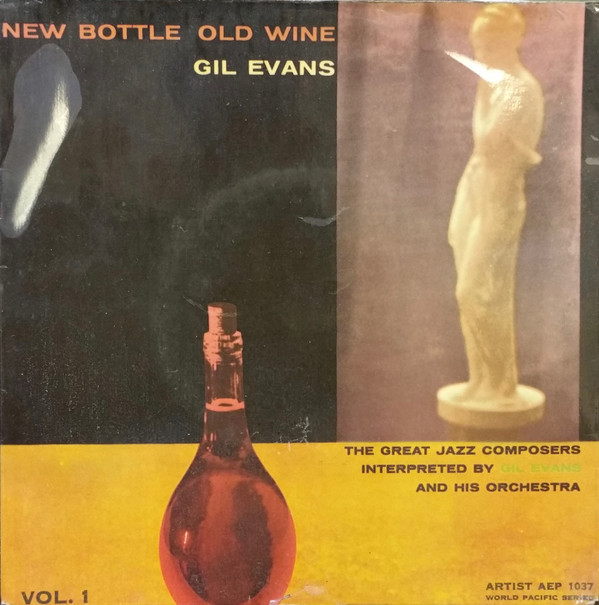 NEW BOTTLE OLD WINE
GIL EVANS
THE GREAT JAZZ COMPOSERS
INTERPRETED BY GIL EVANS
AND HIS ORCHESTRA
VOL. 1
ARTIST AEP 1037
WORLD PACIFIC SERIES